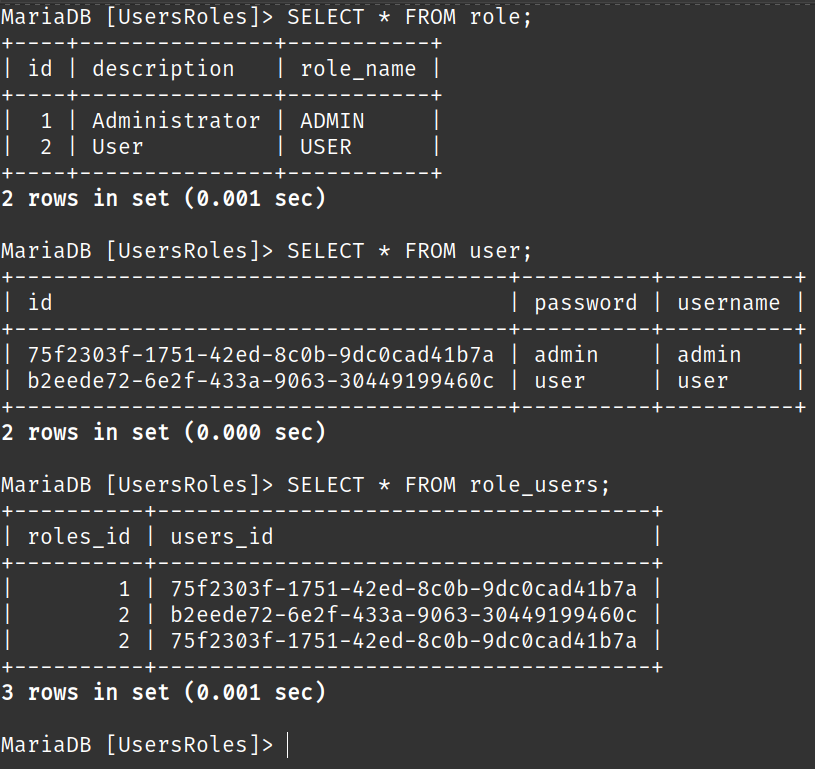 MariaDB [UsersRoles]> SELECT * FROM role;
+----+---------------+-----------+
| id | description   | role_name |
+----+---------------+-----------+
|  1 | Administrator | ADMIN     |
|  2 | User          | USER      |
+----+---------------+-----------+
2 rows in set (0.001 sec)

MariaDB [UsersRoles]> SELECT * FROM user;
+--------------------------------------+----------+----------+
| id                                   | password | username |
+--------------------------------------+----------+----------+
| 75f2303f-1751-42ed-8c0b-9dc0cad41b7a | admin    | admin    |
| b2eede72-6e2f-433a-9063-30449199460c | user     | user     |
+--------------------------------------+----------+----------+
2 rows in set (0.000 sec)

MariaDB [UsersRoles]> SELECT * FROM role_users;
+----------+--------------------------------------+
| roles_id | users_id                             |
+----------+--------------------------------------+
|        1 | 75f2303f-1751-42ed-8c0b-9dc0cad41b7a |
|        2 | b2eede72-6e2f-433a-9063-30449199460c |
|        2 | 75f2303f-1751-42ed-8c0b-9dc0cad41b7a |
+----------+--------------------------------------+
3 rows in set (0.001 sec)

MariaDB [UsersRoles]>